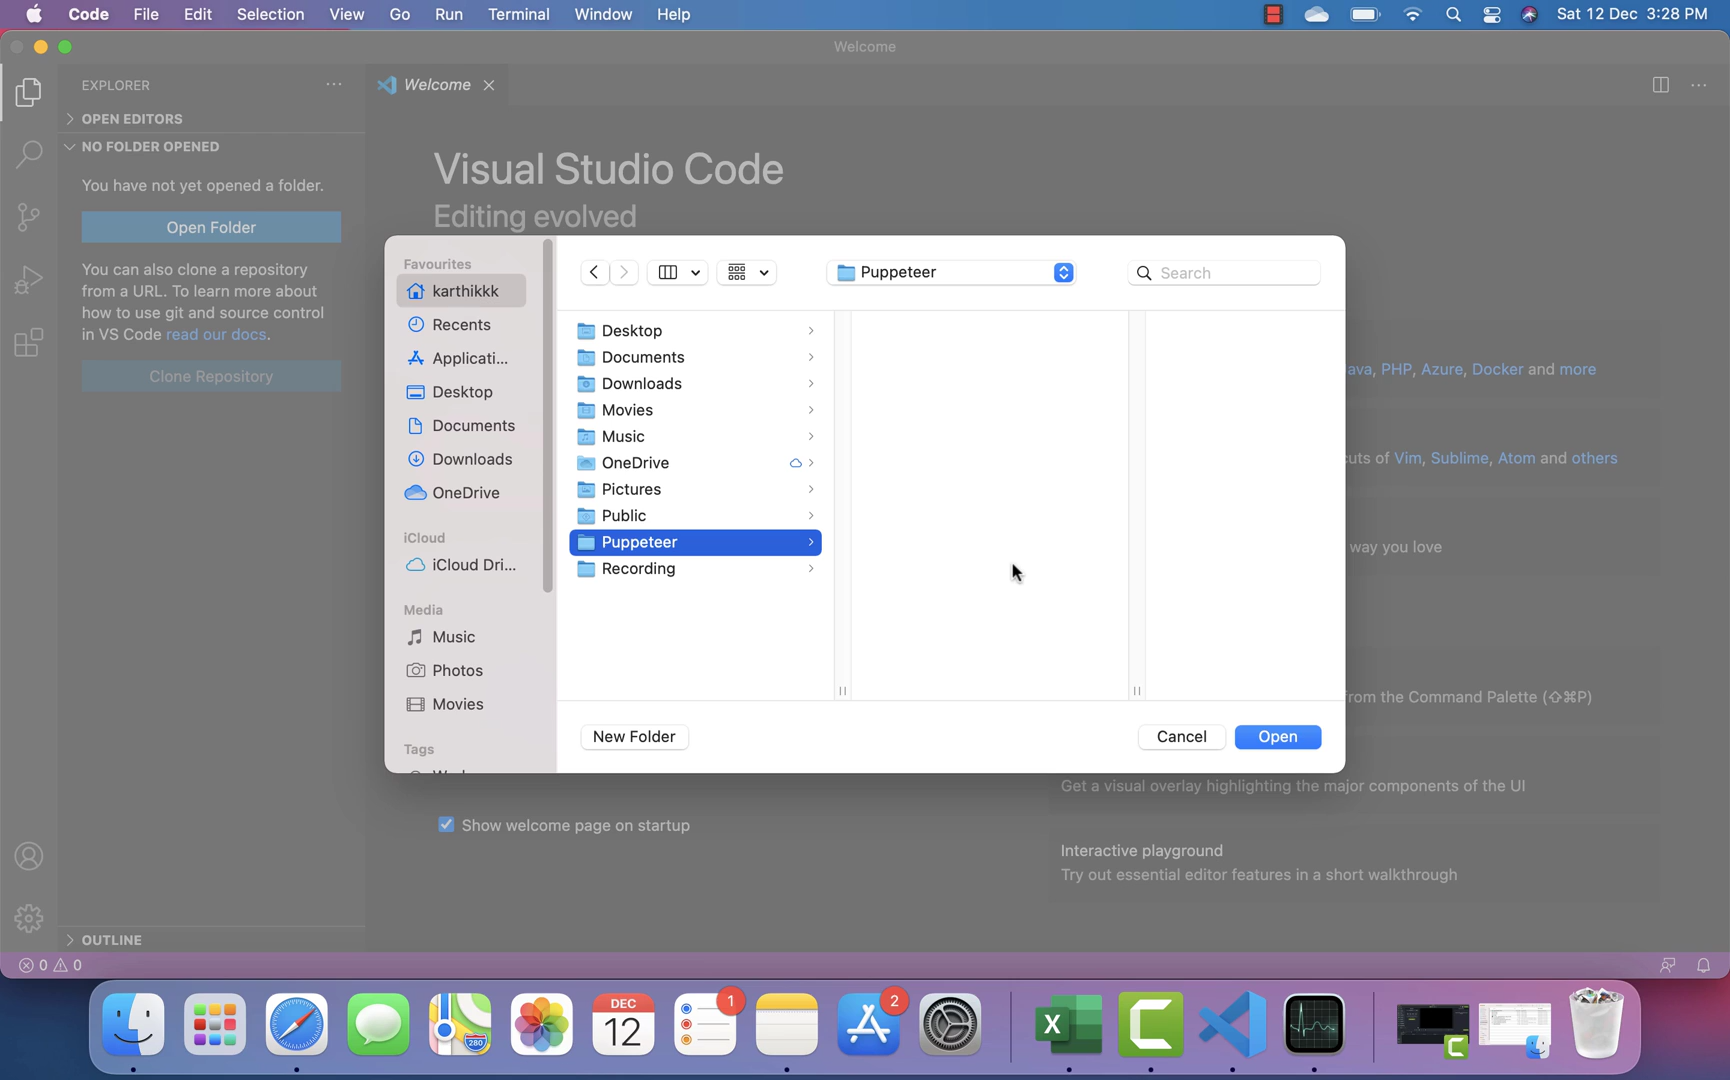 Code File Edit Selection View Go Run Terminal Window Help
Sat 12 Dec 3:28 PM
Welcome
EXPLORER
OPEN EDITORS
NO FOLDER OPENED
You have not yet opened a folder.
Open Folder
You can also clone a repository
from a URL. To learn more about
how to use git and source control
in VS Code read our docs.
Clone Repository
OUTLINE
0 0
Welcome
Visual Studio Code
Editing evolved
Favourites
karthikkk
Recents
Applicati...
Desktop
Documents
Downloads
OneDrive
iCloud
iCloud Dri...
Media
Music
Photos
Movies
Tags
Puppeteer
Search
Desktop
Documents
Downloads
Movies
Music
OneDrive
Pictures
Public
Puppeteer
Recording
New Folder
Cancel
Open
ava, PHP, Azure, Docker and more
cuts of Vim, Sublime, Atom and others
way you love
from the Command Palette (⇧⌘P)
Get a visual overlay highlighting the major components of the UI
Show welcome page on startup
Interactive playground
Try out essential editor features in a short walkthrough
280
DEC
12
1
2
X
C
C